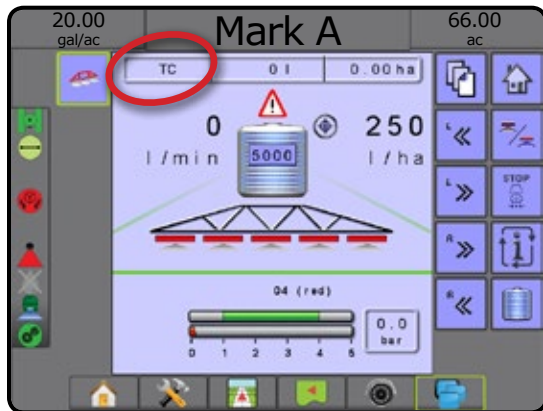 20.00
gal/ac
Mark A
66.00
ac
TC
0 l
0.00 ha
0
l/min
5000
250
l/ha
L
L
STOP
R
R
i
04 (red)
0 1 2 3 4 5
0.0
bar